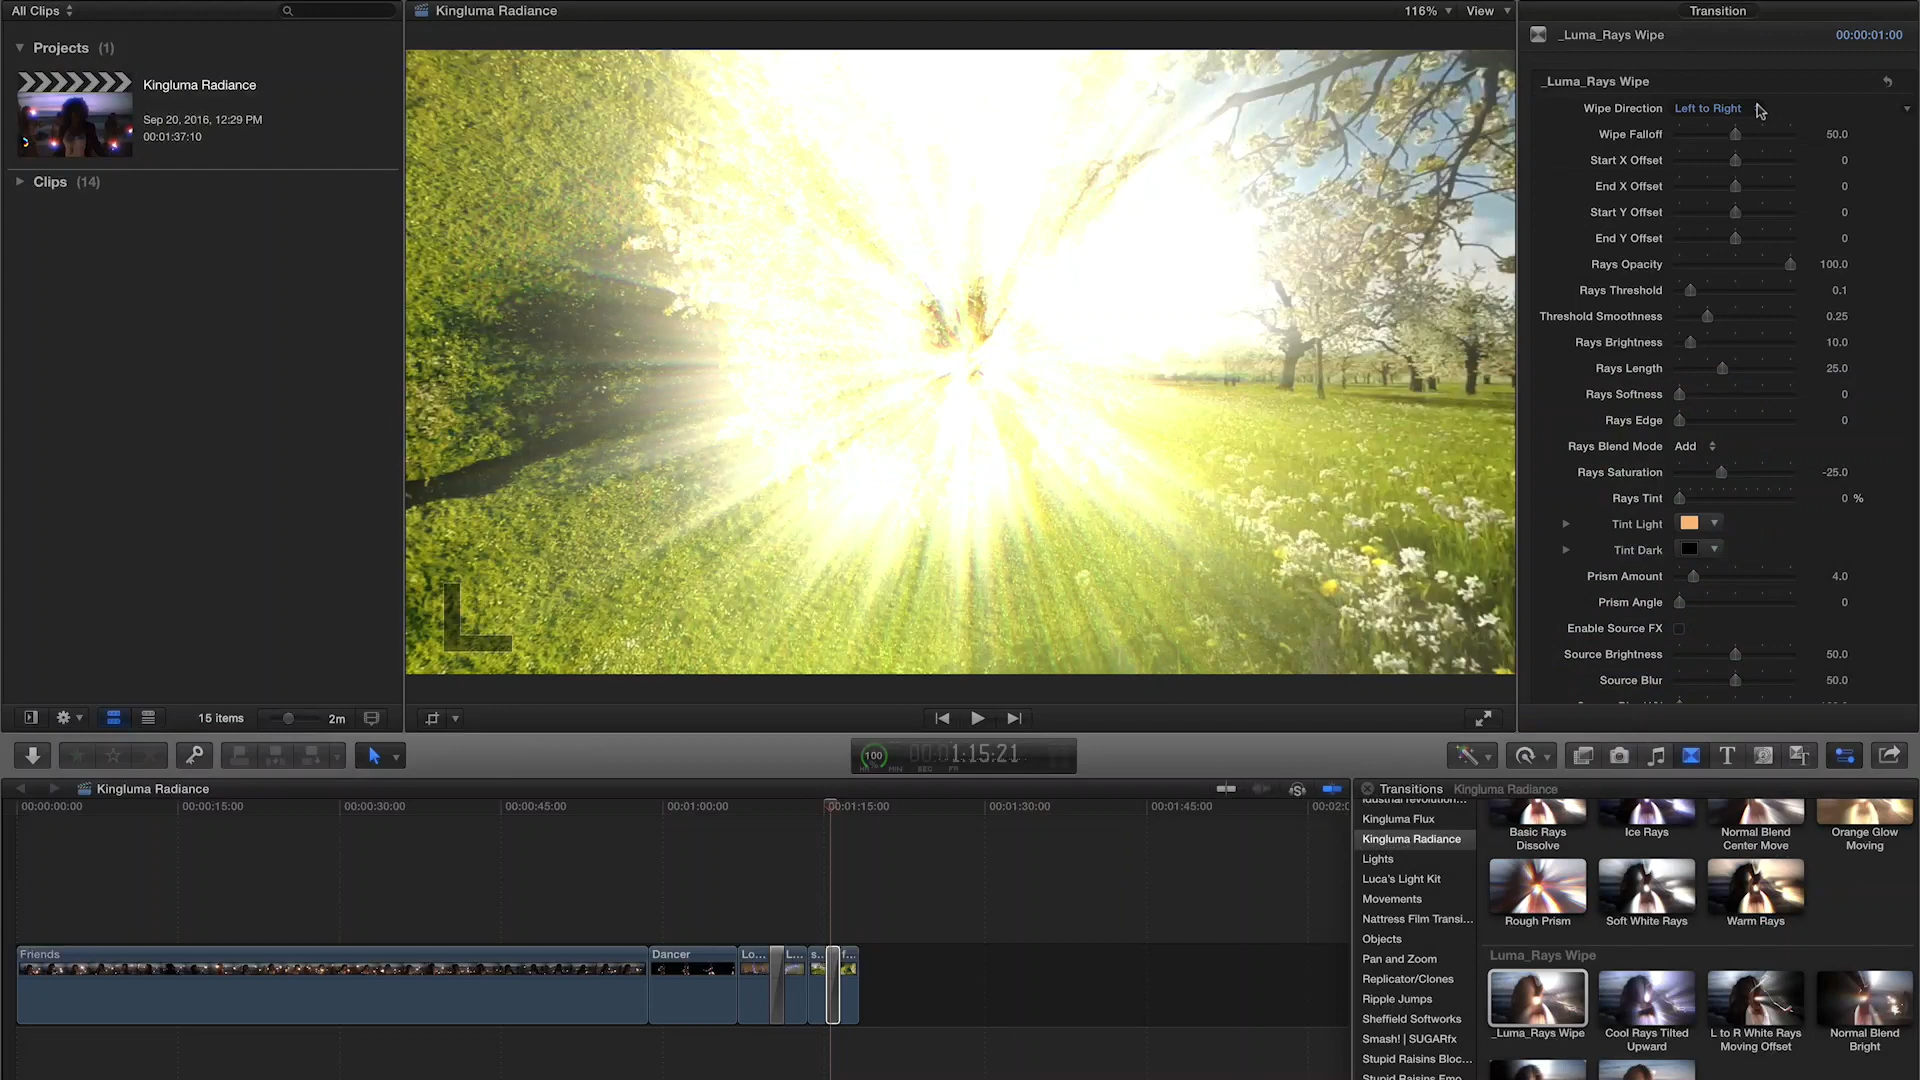 All Clips
Kingluma Radiance
116%
View
Transition
Projects (1)
Kingluma Radiance
Sep 20, 2016, 12:29 PM
00:01:37:10
Clips (14)
_Luma_Rays Wipe
00:00:01:00
_Luma_Rays Wipe
Wipe Direction Left to Right
Wipe Falloff 50.0
Start X Offset 0
End X Offset 0
Start Y Offset 0
End Y Offset 0
Rays Opacity 100.0
Rays Threshold 0.1
Threshold Smoothness 0.25
Rays Brightness 10.0
Rays Length 25.0
Rays Softness 0
Rays Edge 0
Rays Blend Mode Add
Rays Saturation -25.0
Rays Tint 0 %
Tint Light
Tint Dark
Prism Amount 4.0
Prism Angle 0
Enable Source FX
Source Brightness 50.0
Source Blur 50.0
15 items
2m
100
HR MIN SEC FR
00:00:1:15:21
Kingluma Radiance
00:00:00:00
00:00:15:00
00:00:30:00
00:00:45:00
00:01:00:00
00:01:15:00
00:01:30:00
00:01:45:00
Friends
Dancer
Lo...
L...
s...
f...
Transitions
Kingluma Radiance
Kingluma Flux
Kingluma Radiance
Lights
Luca's Light Kit
Movements
Nattress Film Transi...
Objects
Pan and Zoom
Replicator/Clones
Ripple Jumps
Sheffield Softworks
Smash! | SUGARfx
Stupid Raisins Bloc...
Stupid Raisins Emo...
Basic Rays
Dissolve
Ice Rays
Normal Blend
Center Move
Orange Glow
Moving
Rough Prism
Soft White Rays
Warm Rays
Luma_Rays Wipe
_Luma_Rays Wipe
Cool Rays Tilted
Upward
L to R White Rays
Moving Offset
Normal Blend
Bright